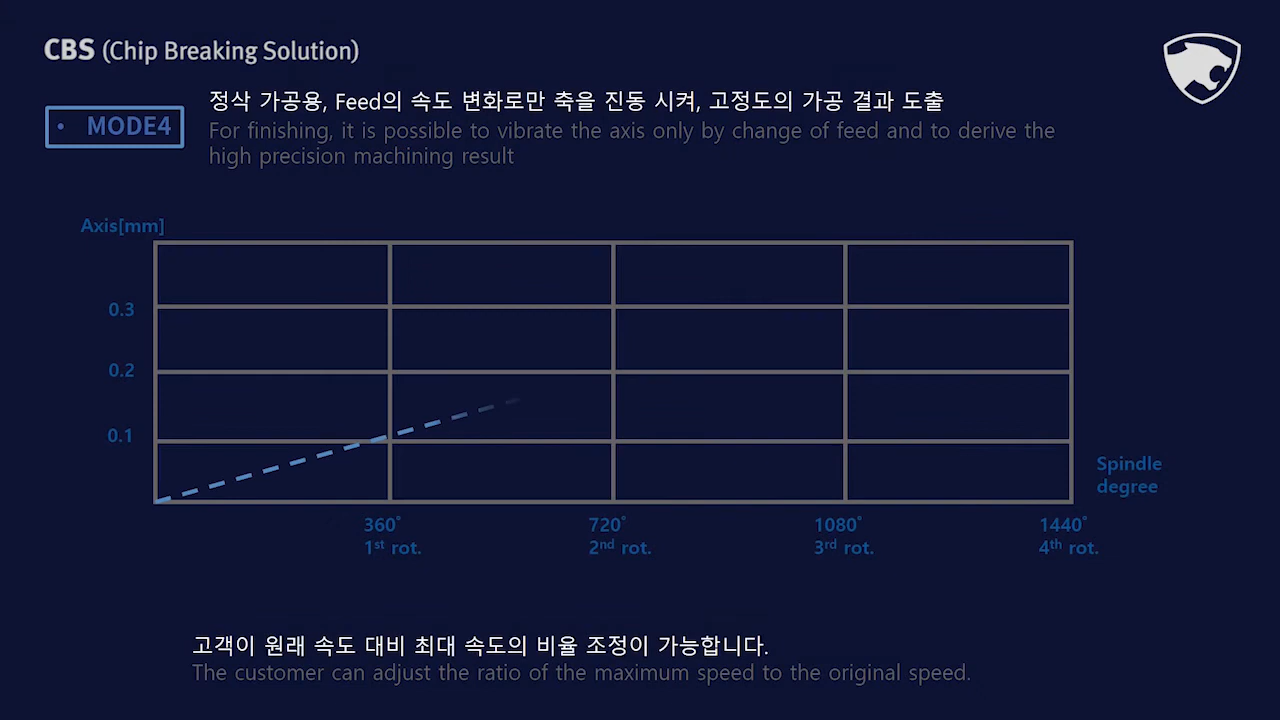 CBS (Chip Breaking Solution)
• MODE4
정삭 가공용, Feed의 속도 변화로만 축을 진동 시켜, 고정도의 가공 결과 도출
For finishing, it is possible to vibrate the axis only by change of feed and to derive the
high precision machining result
Axis[mm]
0.3
0.2
0.1
Spindle
degree
360° 720° 1080° 1440°
1st rot. 2nd rot. 3rd rot. 4th rot.
고객이 원래 속도 대비 최대 속도의 비율 조정이 가능합니다.
The customer can adjust the ratio of the maximum speed to the original speed.